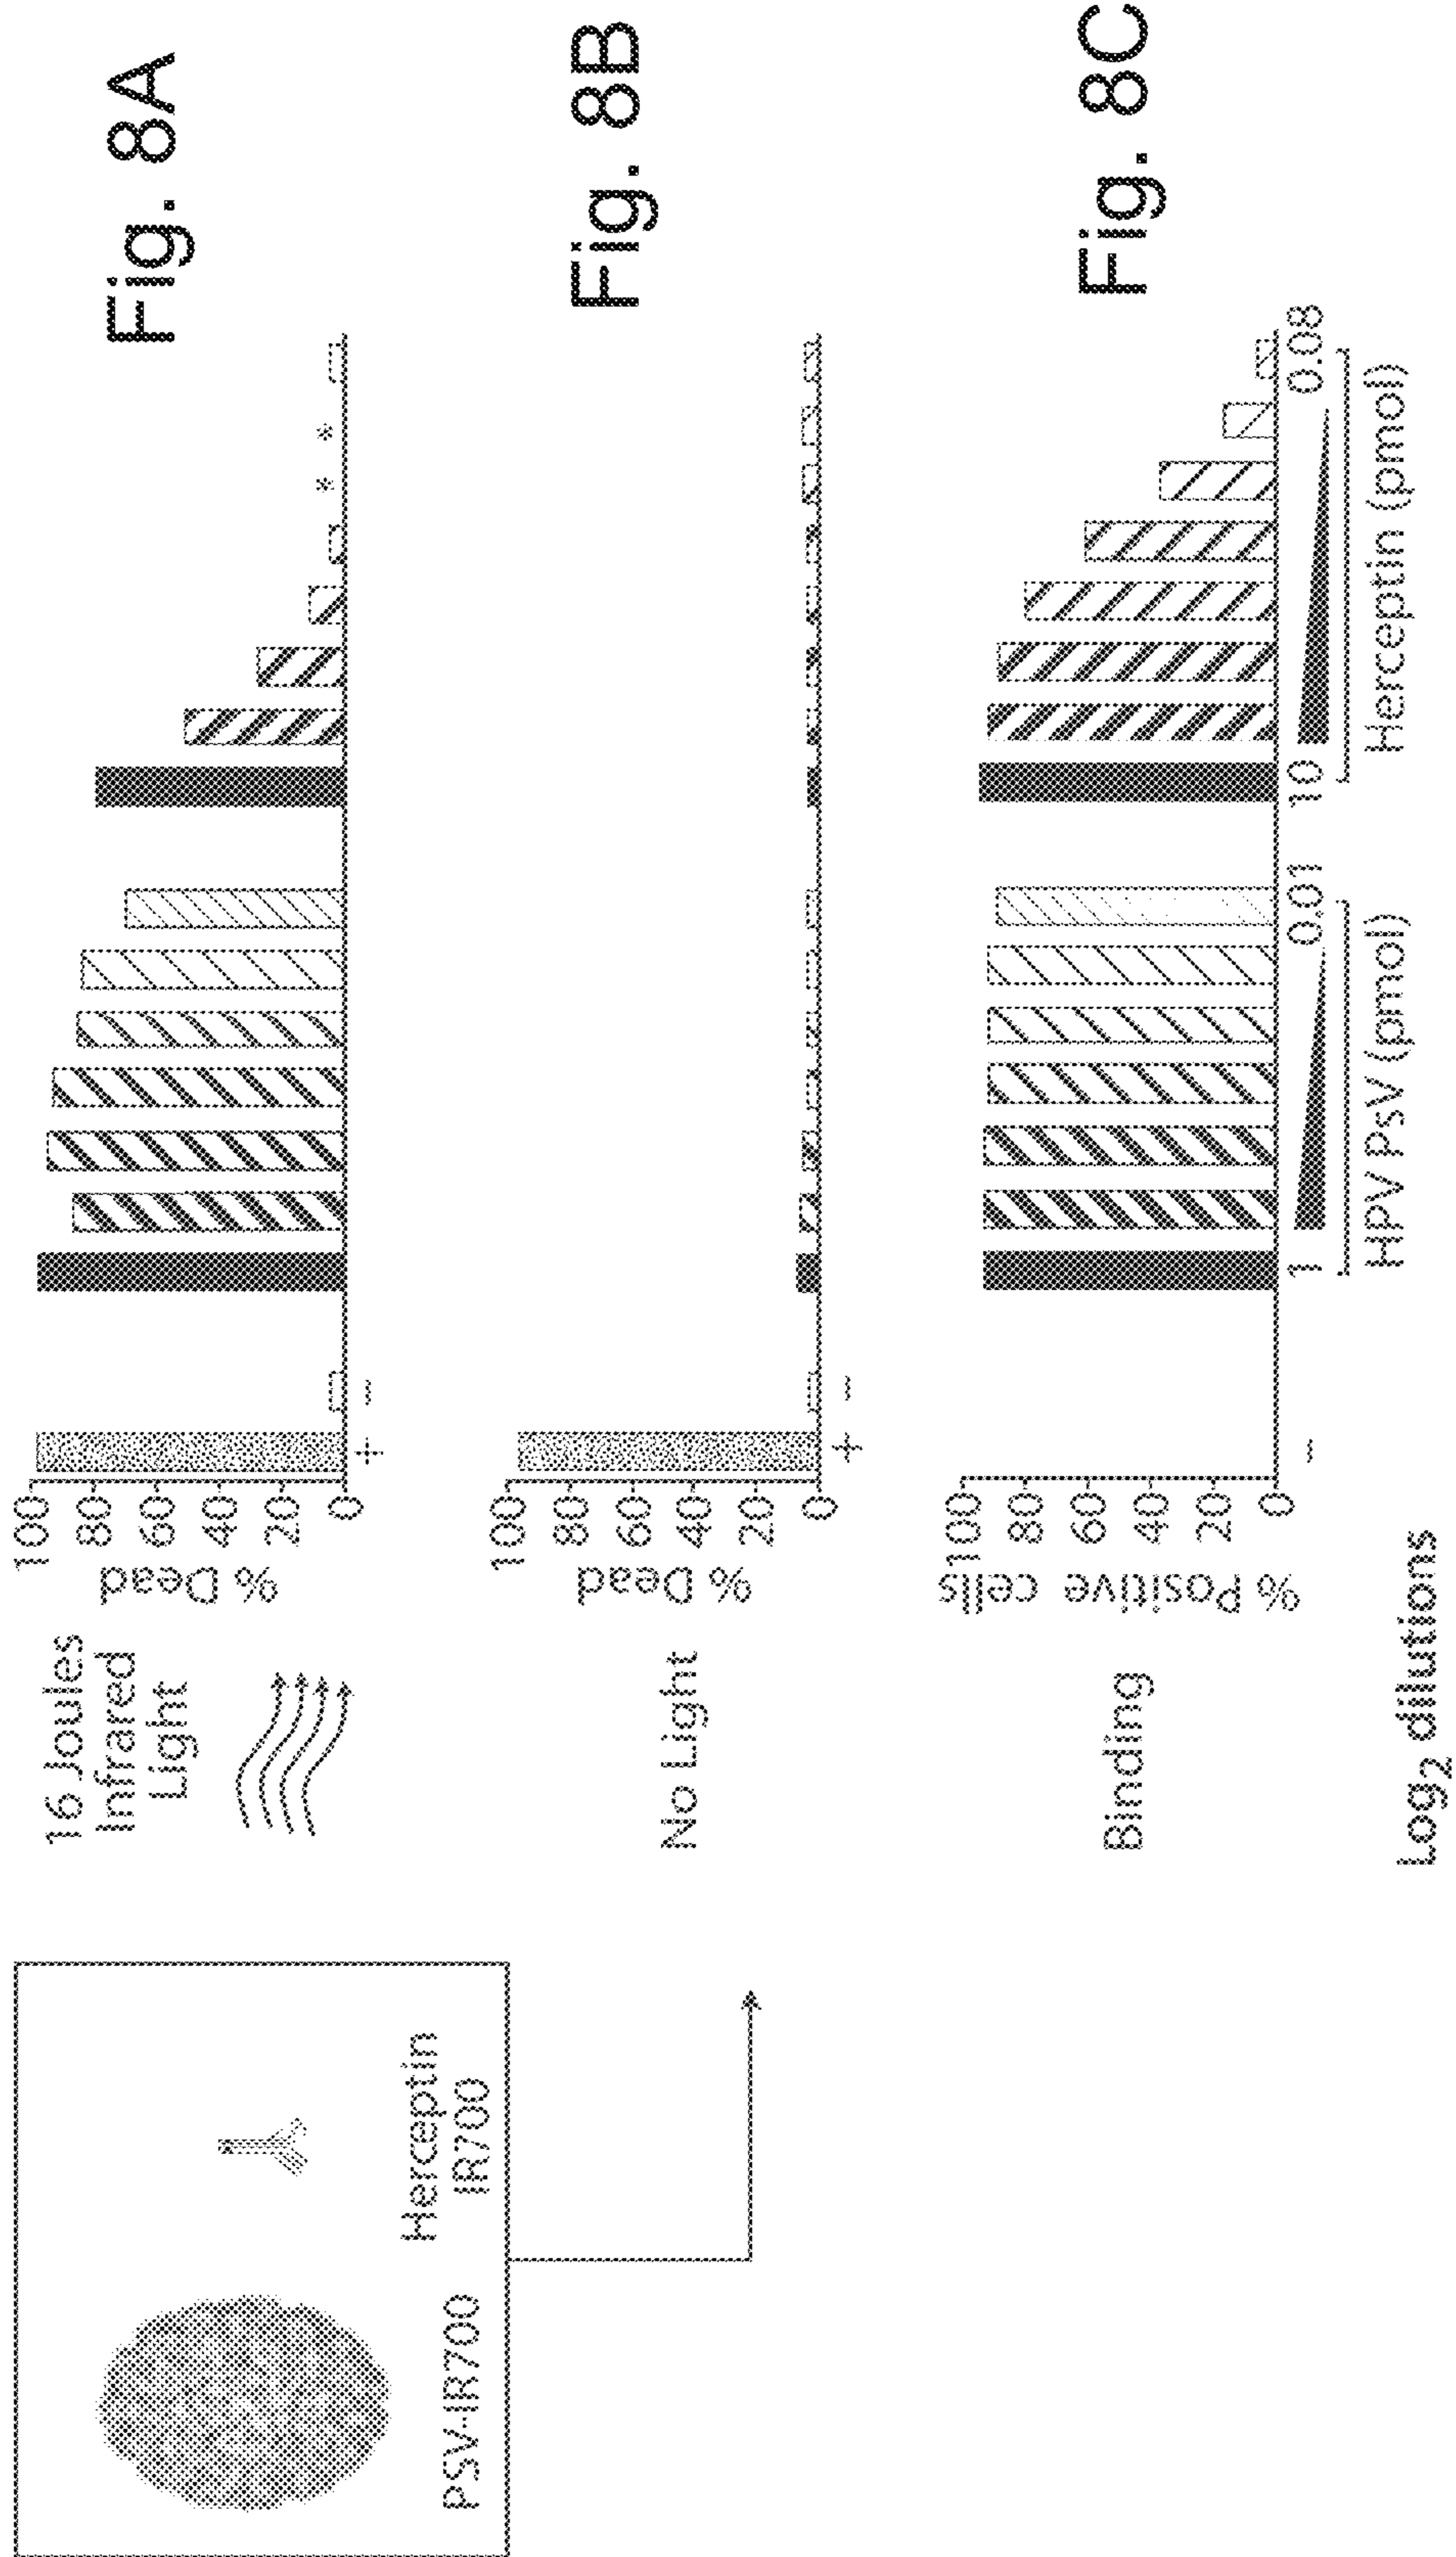 PSV-IR700
Herceptin
IR700
16 Joules
Infrared
Light
% Dead
100
80
60
40
20
0
+
–
*
*
Fig. 8A
No Light
% Dead
100
80
60
40
20
0
+
–
Fig. 8B
Binding
% Positive cells
100
80
60
40
20
0
–
1
0.01
10
0.08
HPV PsV (pmol)
Herceptin (pmol)
Fig. 8C
Log2 dilutions